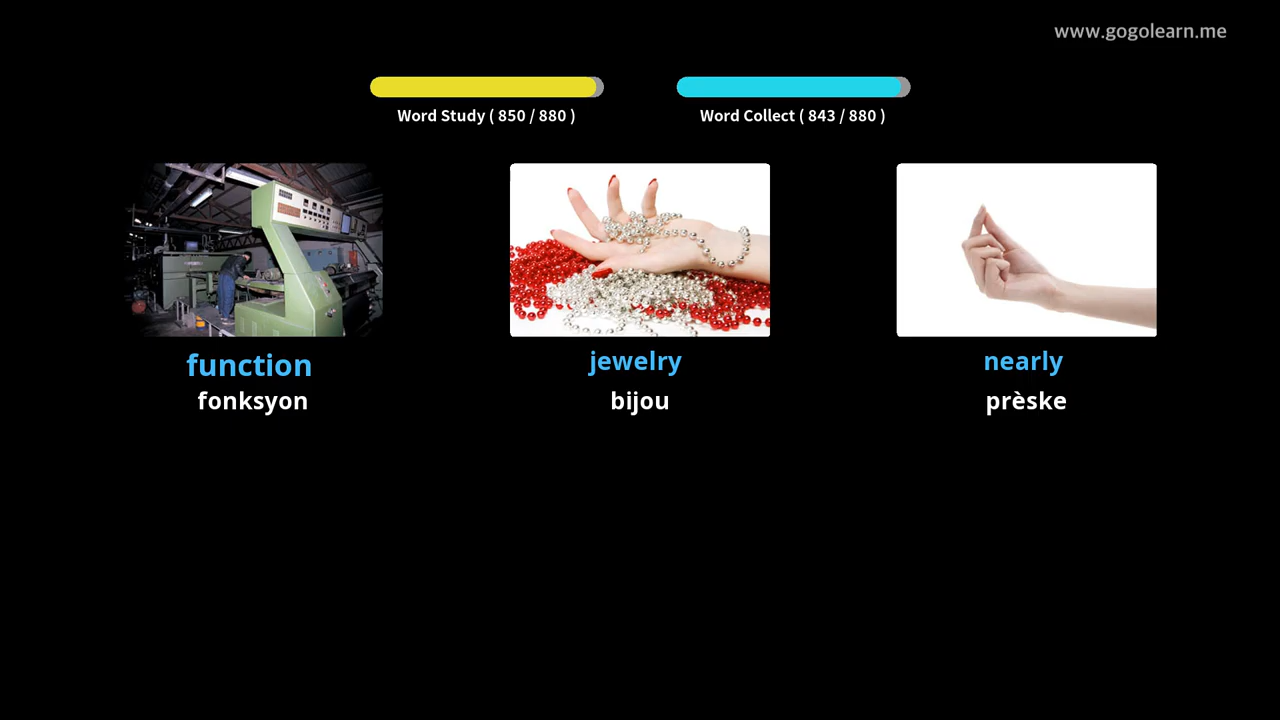 www.gogolearn.me
Word Study ( 850 / 880 )
Word Collect ( 843 / 880 )
function
fonksyon
jewelry
bijou
nearly
prèske